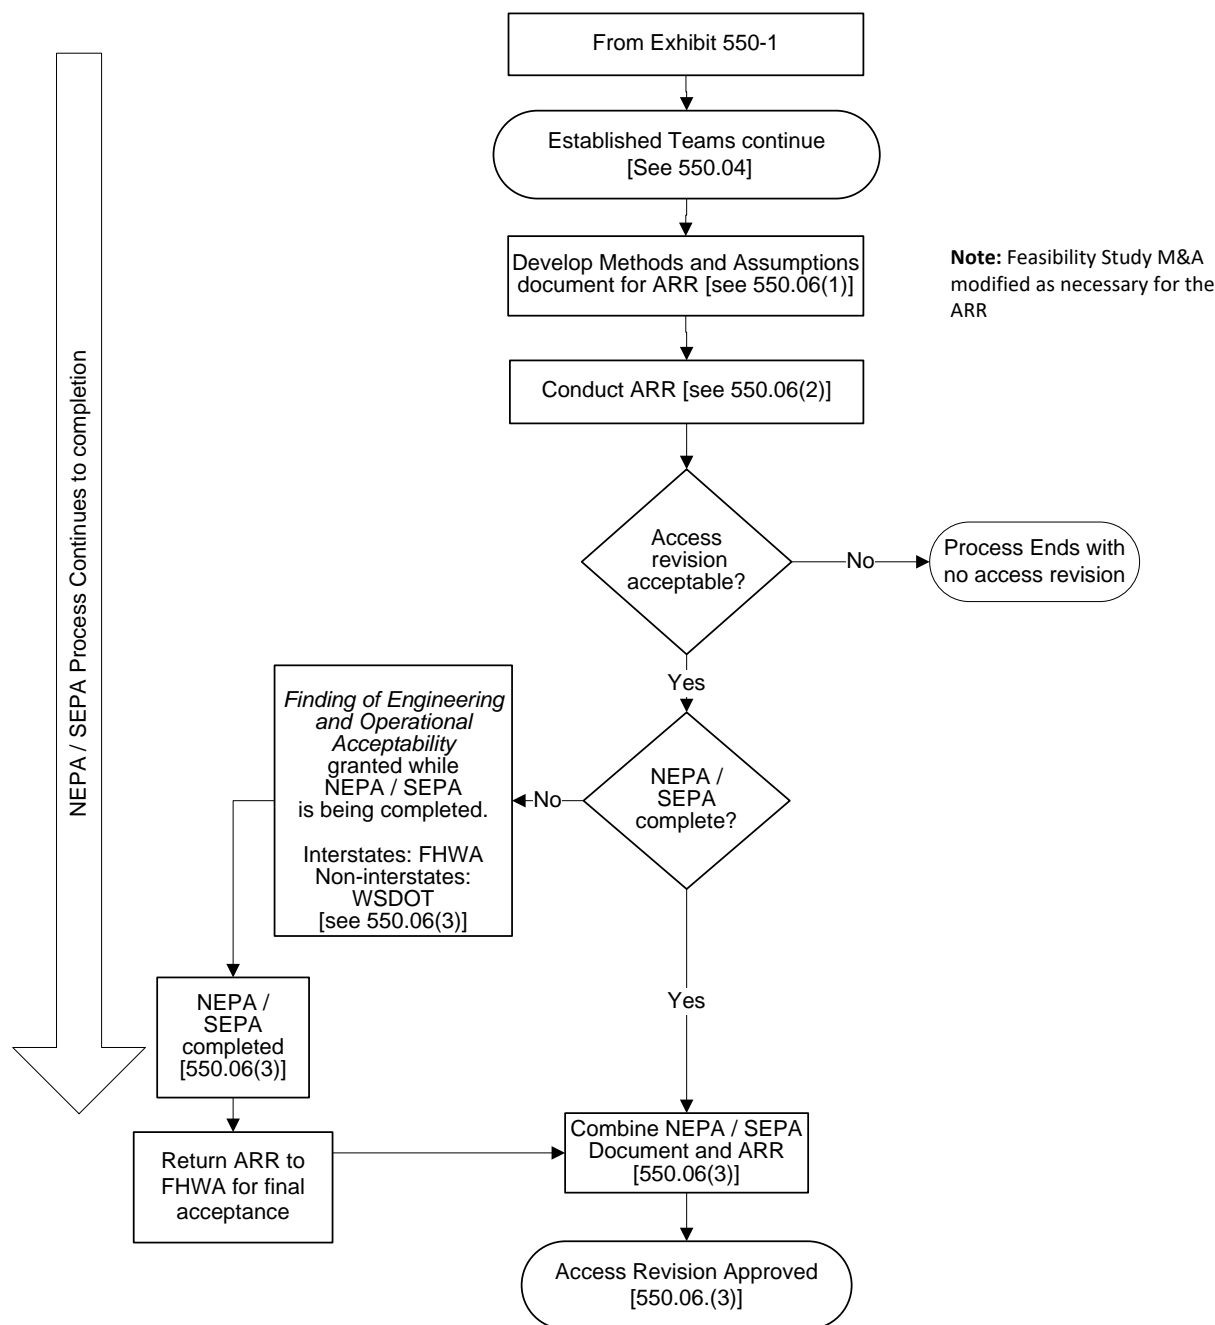 From Exhibit 550-1
Established Teams continue
[See 550.04]
Develop Methods and Assumptions
document for ARR [see 550.06(1)]
Note: Feasibility Study M&A
modified as necessary for the
ARR
Conduct ARR [see 550.06(2)]
NEPA / SEPA Process Continues to completion
Access
revision
acceptable?
No
Process Ends with
no access revision
Yes
NEPA /
SEPA
complete?
No
Finding of Engineering
and Operational
Acceptability
granted while
NEPA / SEPA
is being completed.
Interstates: FHWA
Non-interstates:
WSDOT
[see 550.06(3)]
NEPA /
SEPA
completed
[550.06(3)]
Yes
Return ARR to
FHWA for final
acceptance
Combine NEPA / SEPA
Document and ARR
[550.06(3)]
Access Revision Approved
[550.06.(3)]